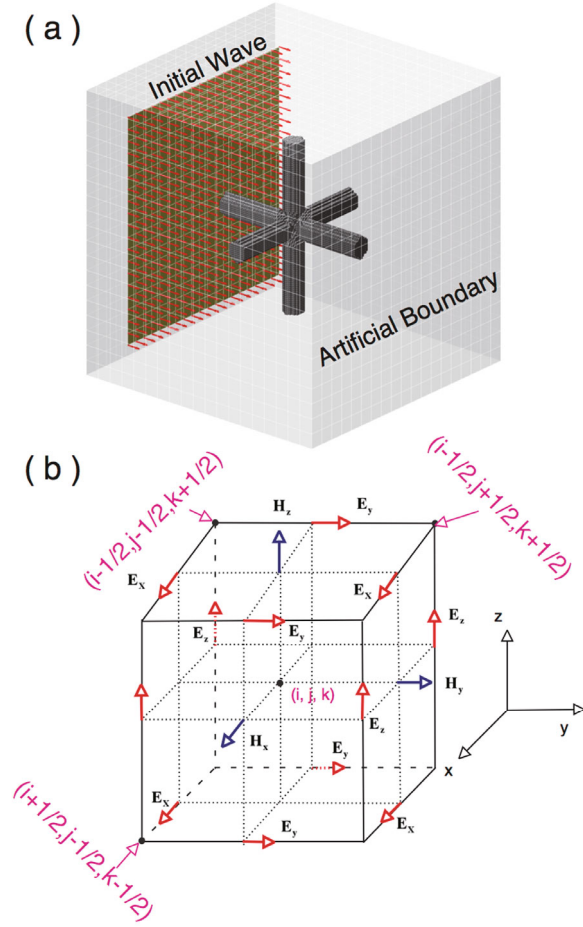 (a)
Initial Wave
Artificial Boundary
(b)
(i-1/2,j-1/2,k+1/2)
(i-1/2,j+1/2,k+1/2)
Hz
Ey
Ex
Ex
Ez
Ey
Ez
z
(i, j, k)
Hy
Ez
y
Hx
Ey
x
Ex
Ey
Ex
(i+1/2,j-1/2,k-1/2)